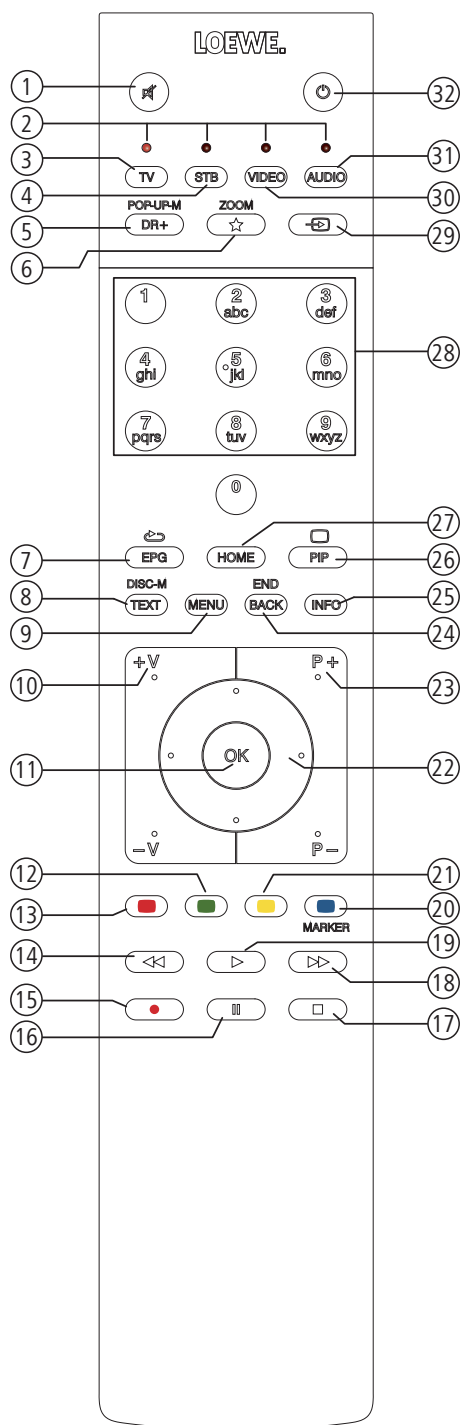 LOEWE.
1
32
2
3
TV
STB
VIDEO
AUDIO
31
4
30
POP-UP-M
ZOOM
5
DR+
29
6
1
2
abc
3
def
4
ghi
5
jkl
6
mno
28
7
pqrs
8
tuv
9
wxyz
0
27
7
EPG
HOME
PIP
26
DISC-M
END
8
TEXT
MENU
BACK
INFO
25
9
24
+V
P+
10
23
11
OK
22
-V
P-
12
21
13
20
MARKER
14
19
18
15
16
17